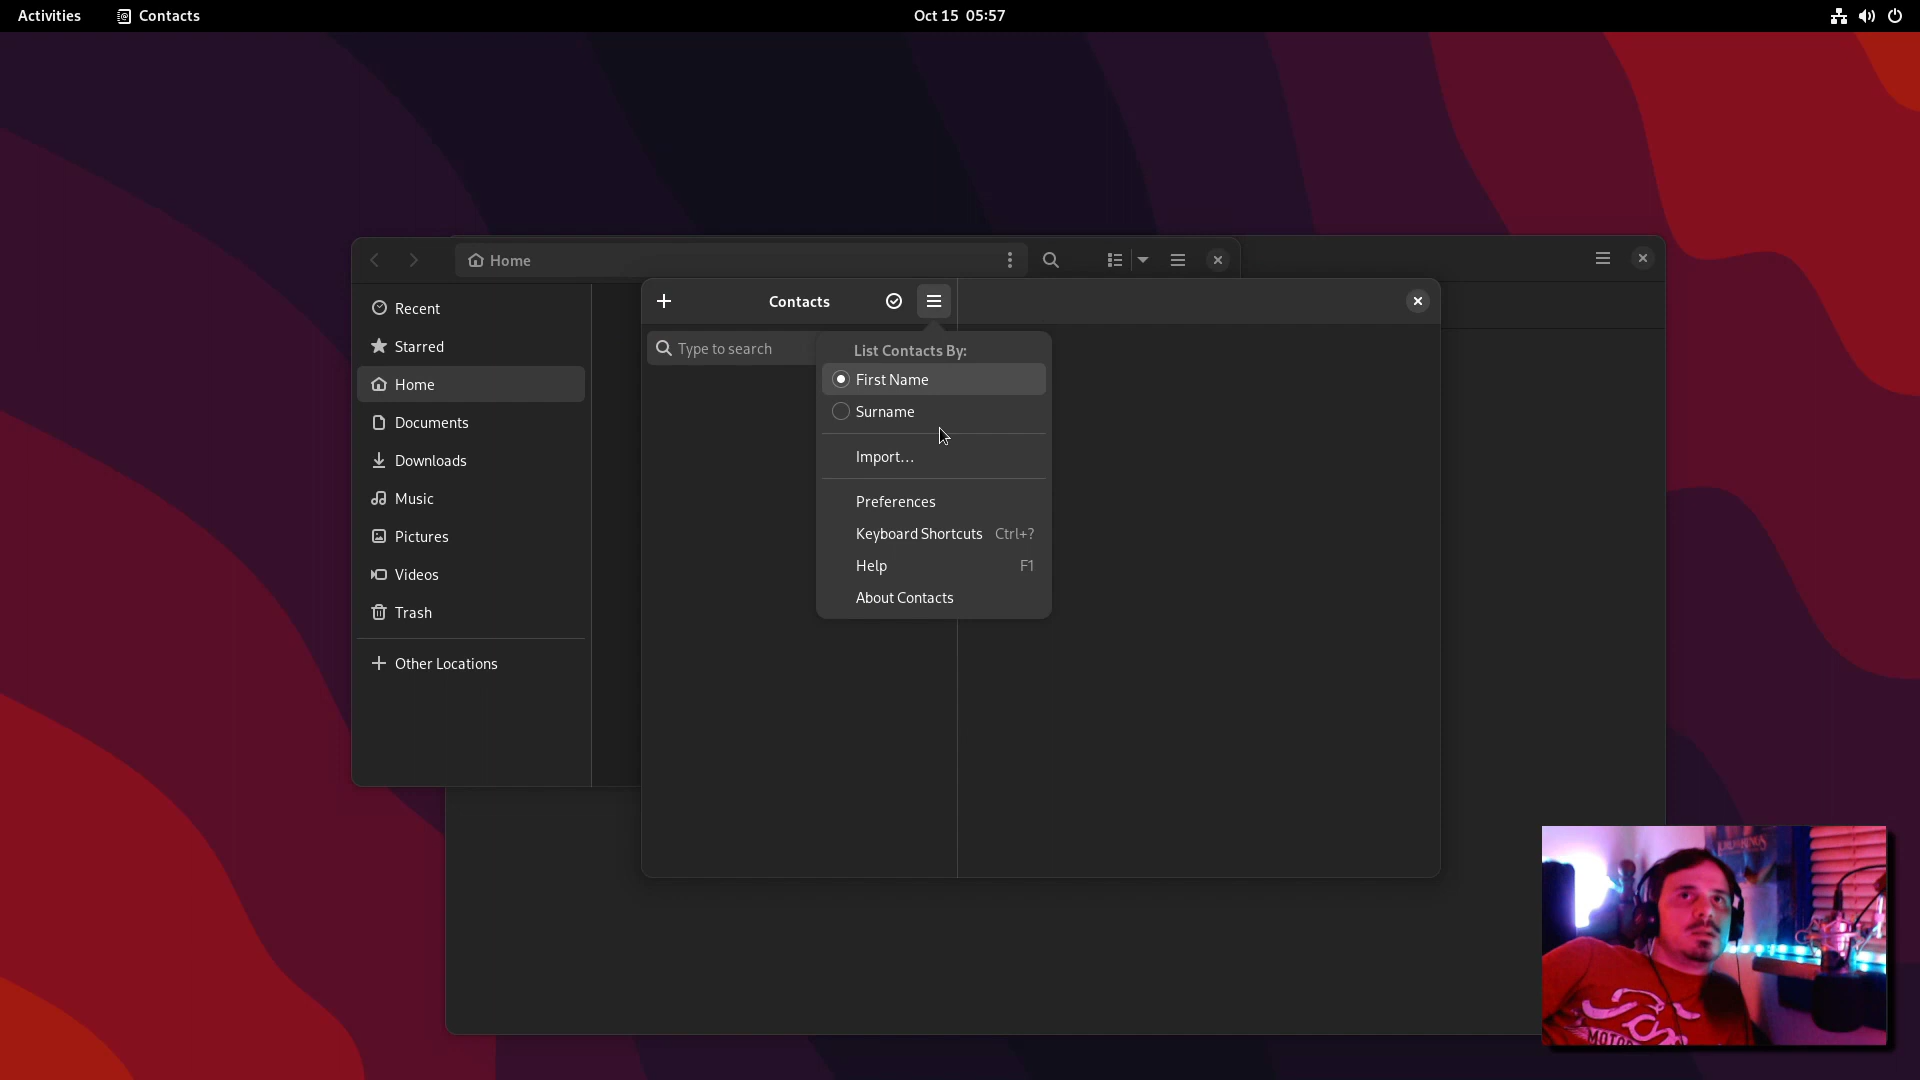 Activities
Contacts
Oct 15 05:57
Home
Recent
Starred
Home
Documents
Downloads
Music
Pictures
Videos
Trash
Other Locations
Contacts
Type to search
List Contacts By:
First Name
Surname
Import…
Preferences
Keyboard Shortcuts Ctrl+?
Help F1
About Contacts